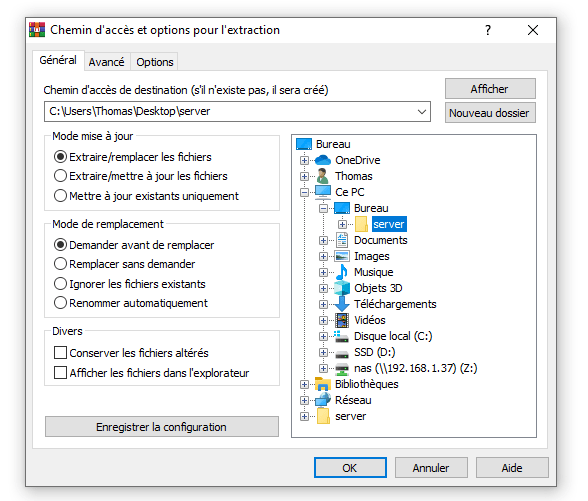 Chemin d'accès et options pour l'extraction
?
Général
Avancé
Options
Chemin d'accès de destination (s'il n'existe pas, il sera créé)
C:\Users\Thomas\Desktop\server
Afficher
Nouveau dossier
Mode mise à jour
Extraire/remplacer les fichiers
Extraire/mettre à jour les fichiers
Mettre à jour existants uniquement
Mode de remplacement
Demander avant de remplacer
Remplacer sans demander
Ignorer les fichiers existants
Renommer automatiquement
Divers
Conserver les fichiers altérés
Afficher les fichiers dans l'explorateur
Enregistrer la configuration
Bureau
OneDrive
Thomas
Ce PC
Bureau
server
Documents
Images
Musique
Objets 3D
Téléchargements
Vidéos
Disque local (C:)
SSD (D:)
nas (\\192.168.1.37) (Z:)
Bibliothèques
Réseau
server
OK
Annuler
Aide